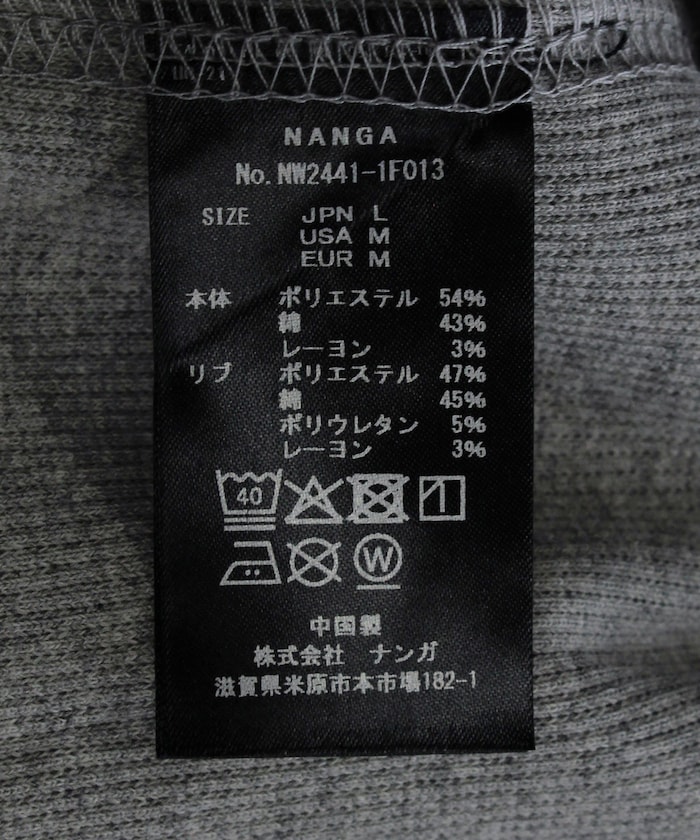 NANGA
No. NW2441-1F013
SIZE JPN L
USA M
EUR M
本体 ポリエステル 54%
綿 43%
レーヨン 3%
リブ ポリエステル 47%
綿 45%
ポリウレタン 5%
レーヨン 3%
40
W
中国製
株式会社 ナンガ
滋賀県米原市本市場182-1